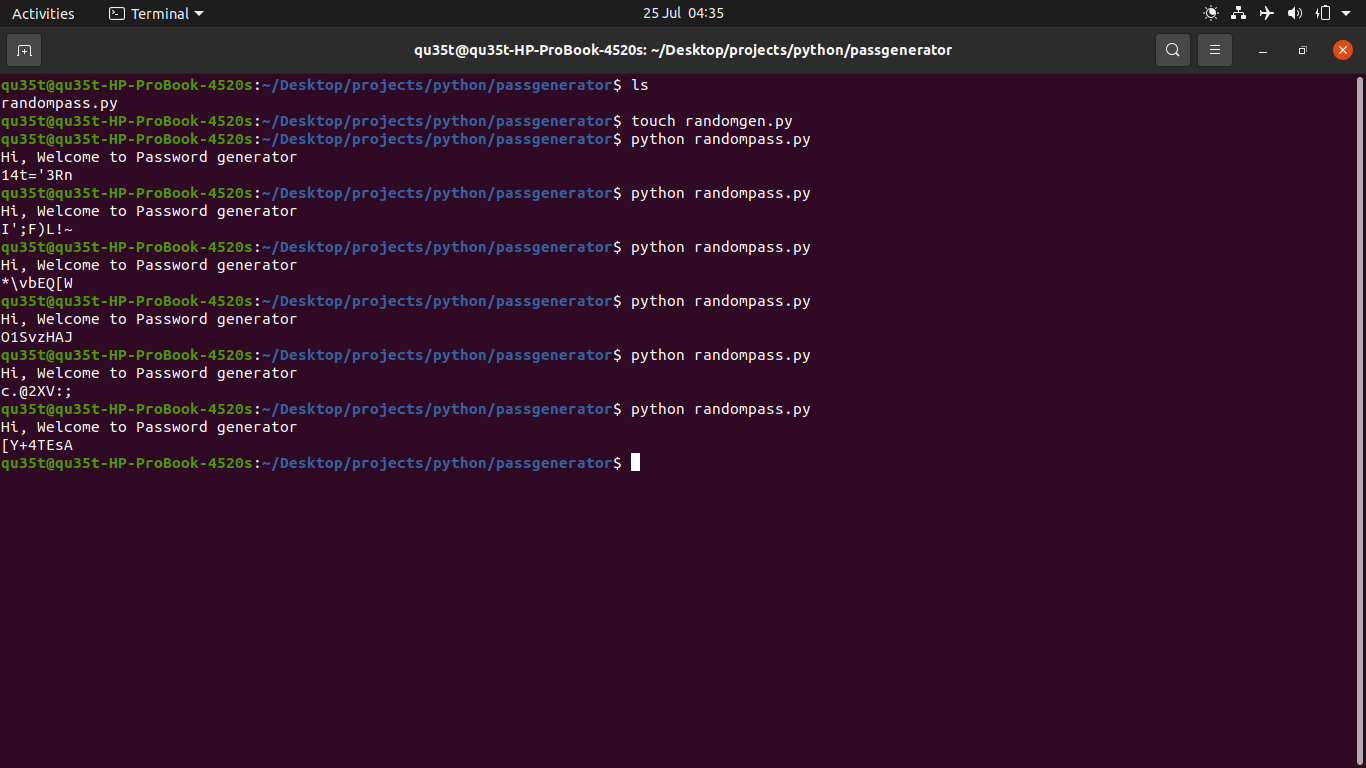 Activities Terminal 25 Jul 04:35
qu35t@qu35t-HP-ProBook-4520s: ~/Desktop/projects/python/passgenerator
qu35t@qu35t-HP-ProBook-4520s:~/Desktop/projects/python/passgenerator$ ls
randompass.py
qu35t@qu35t-HP-ProBook-4520s:~/Desktop/projects/python/passgenerator$ touch randomgen.py
qu35t@qu35t-HP-ProBook-4520s:~/Desktop/projects/python/passgenerator$ python randompass.py
Hi, Welcome to Password generator
14t='3Rn
qu35t@qu35t-HP-ProBook-4520s:~/Desktop/projects/python/passgenerator$ python randompass.py
Hi, Welcome to Password generator
I';F)L!~
qu35t@qu35t-HP-ProBook-4520s:~/Desktop/projects/python/passgenerator$ python randompass.py
Hi, Welcome to Password generator
*\vbEQ[W
qu35t@qu35t-HP-ProBook-4520s:~/Desktop/projects/python/passgenerator$ python randompass.py
Hi, Welcome to Password generator
O1SvzHAJ
qu35t@qu35t-HP-ProBook-4520s:~/Desktop/projects/python/passgenerator$ python randompass.py
Hi, Welcome to Password generator
c.@2XV:;
qu35t@qu35t-HP-ProBook-4520s:~/Desktop/projects/python/passgenerator$ python randompass.py
Hi, Welcome to Password generator
[Y+4TEsA
qu35t@qu35t-HP-ProBook-4520s:~/Desktop/projects/python/passgenerator$